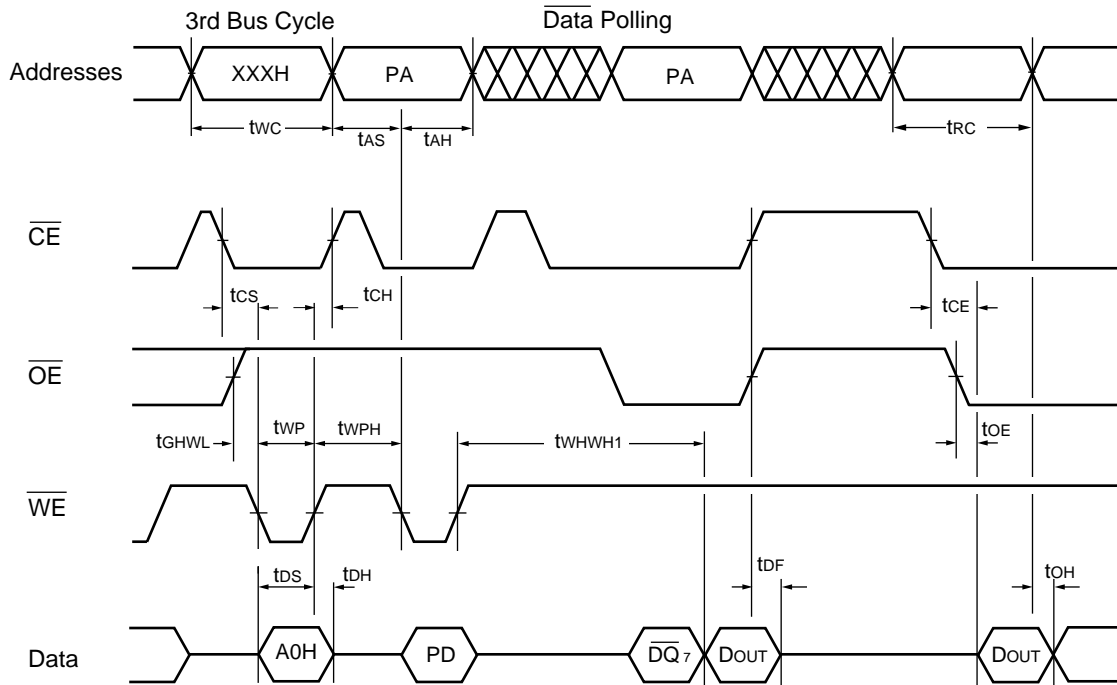 3rd Bus Cycle
Data Polling
Addresses
XXXH
PA
PA
tWC
tAS
tAH
tRC
CE
tCS
tCH
tCE
OE
tGHWL
tWP
tWPH
tWHWH1
tOE
WE
tDS
tDH
tDF
tOH
Data
A0H
PD
DQ7
DOUT
DOUT